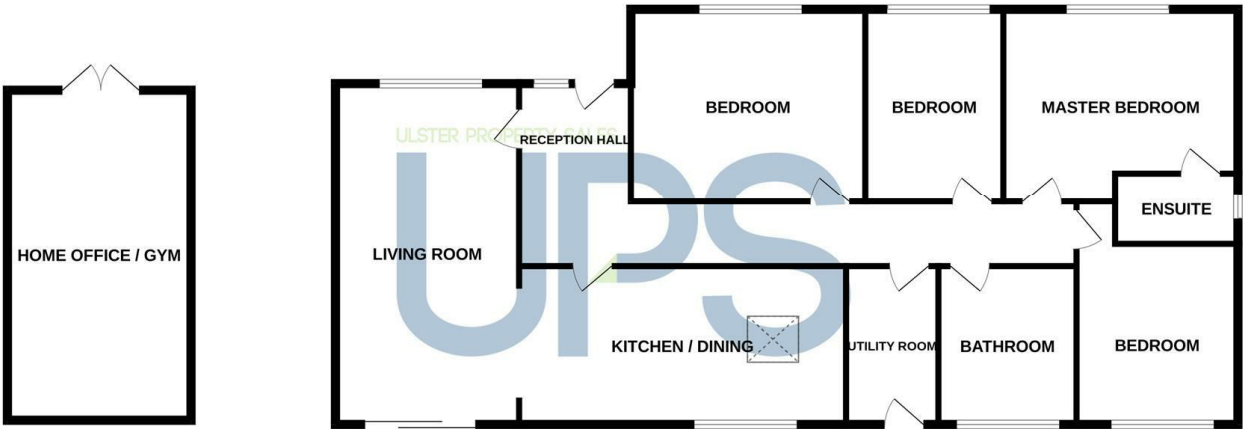 BEDROOM
BEDROOM
MASTER BEDROOM
ULSTER PROPERTY SALES
RECEPTION HALL
UPS
ENSUITE
HOME OFFICE / GYM
LIVING ROOM
KITCHEN / DINING
UTILITY ROOM
BATHROOM
BEDROOM